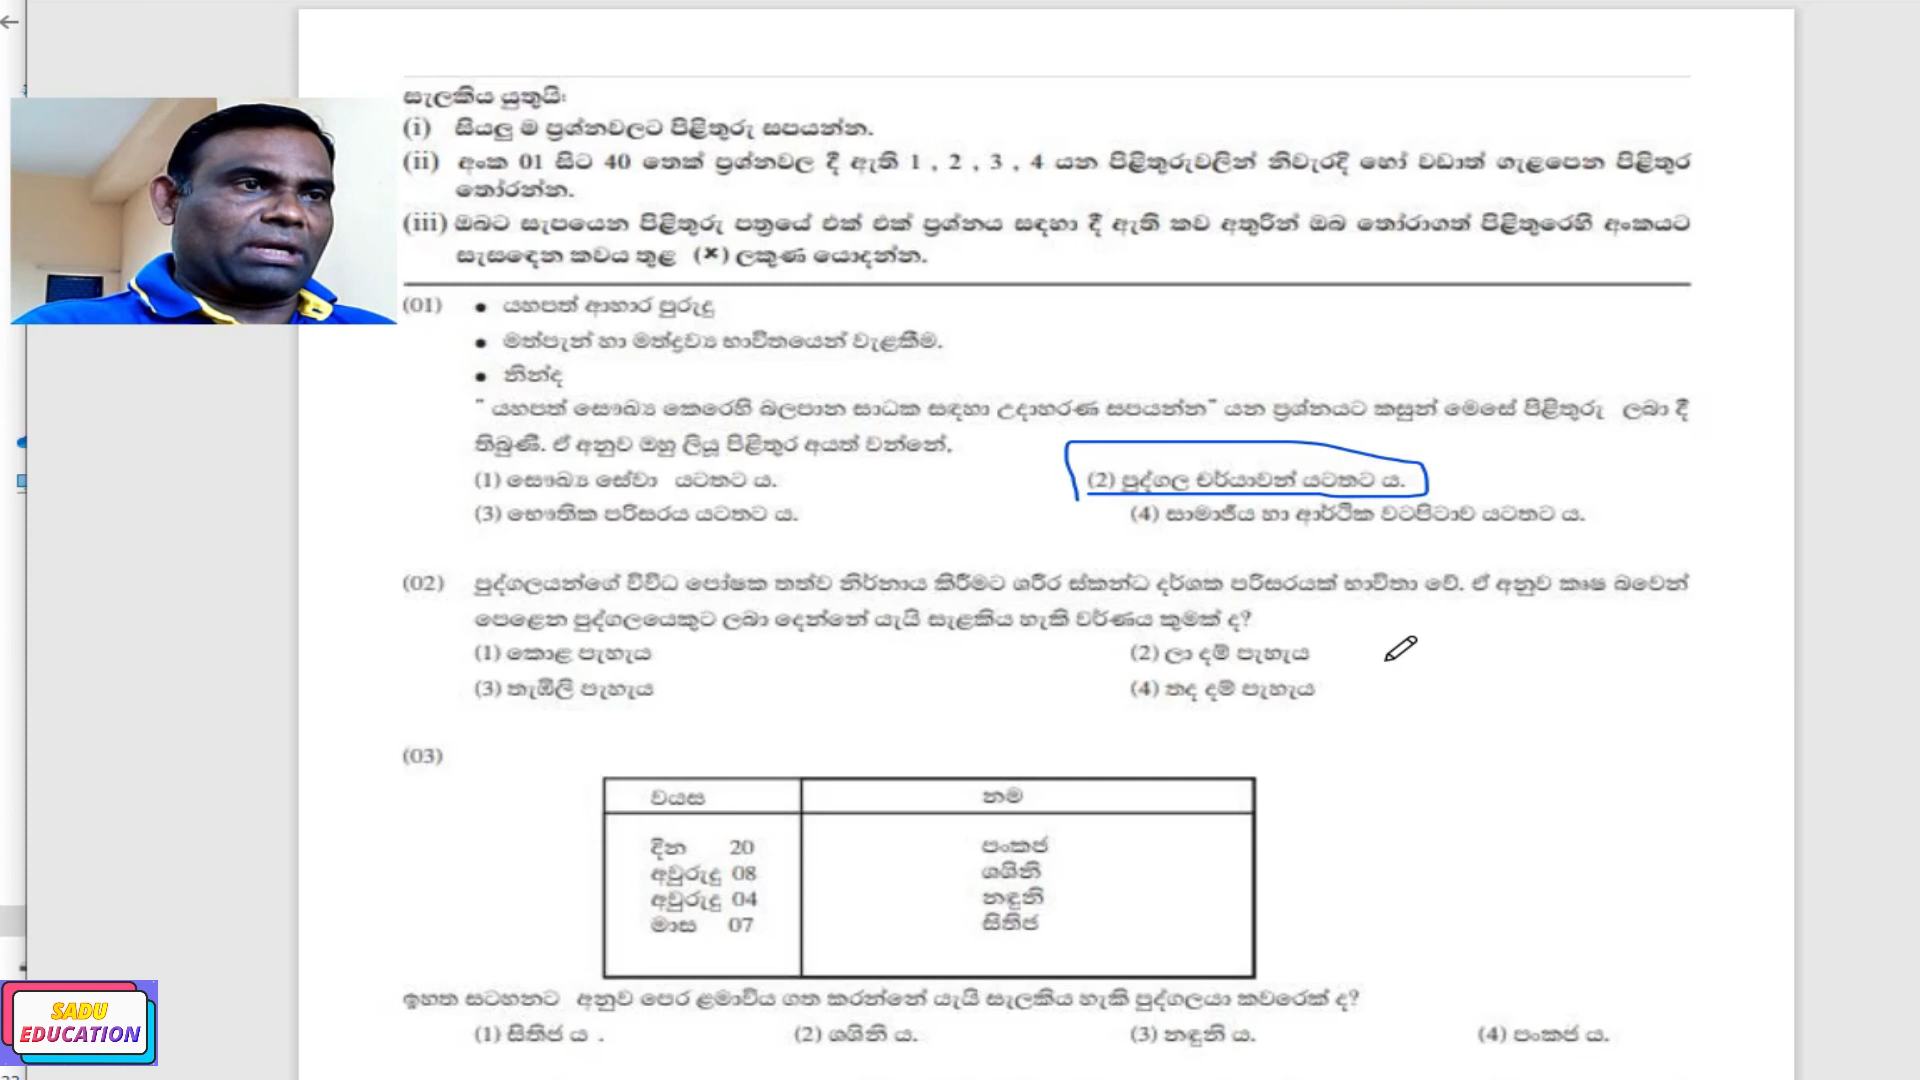 සැලකිය යුතුයිඃ
(i) සියලු ම ප්‍රශ්නවලට පිළිතුරු සපයන්න.
(ii) අංක 01 සිට 40 තෙක් ප්‍රශ්නවල දී ඇති 1 , 2 , 3 , 4 යන පිළිතුරුවලින් නිවැරදි හෝ වඩාත් ගැළපෙන පිළිතුර
තෝරන්න.
(iii) ඔබට සැපයෙන පිළිතුරු පත්‍රයේ එක් එක් ප්‍රශ්නය සඳහා දී ඇති කව අතුරින් ඔබ තෝරාගත් පිළිතුරෙහි අංකයට
සැසඳෙන කවය තුළ (×) ලකුණ යොදන්න.
(01) • යහපත් ආහාර පුරුදු
• මත්පැන් හා මත්ද්‍රව්‍ය භාවිතයෙන් වැළකීම.
• නින්ද
" යහපත් සෞඛ්‍ය කෙරෙහි බලපාන සාධක සඳහා උදාහරණ සපයන්න" යන ප්‍රශ්නයට කසුන් මෙසේ පිළිතුරු ලබා දී
තිබුණි. ඒ අනුව ඔහු ලියූ පිළිතුර අයත් වන්නේ,
(1) සෞඛ්‍ය සේවා යටතට ය. (2) පුද්ගල චර්යාවන් යටතට ය.
(3) භෞතික පරිසරය යටතට ය. (4) සාමාජීය හා ආර්ථික වටපිටාව යටතට ය.
(02) පුද්ගලයන්ගේ විවිධ පෝෂක තත්ව නිර්නාය කිරීමට ශරීර ස්කන්ධ දර්ශක පරිසරයක් භාවිතා වේ. ඒ අනුව කෘෂ බවෙන්
පෙළෙන පුද්ගලයෙකුට ලබා දෙන්නේ යැයි සැළකිය හැකි වර්ණය කුමක් ද?
(1) කොළ පැහැය (2) ලා දම් පැහැය
(3) තැඹිලි පැහැය (4) තද දම් පැහැය
(03)
වයස නම
දින 20 පංකජ
අවුරුදු 08 ශශිනි
අවුරුදු 04 නඳුනි
මාස 07 සිතිජ
ඉහත සටහනට අනුව පෙර ළමාවිය ගත කරන්නේ යැයි සැලකිය හැකි පුද්ගලයා කවරෙක් ද?
(1) සිතිජ ය . (2) ශශිනි ය. (3) නඳුනි ය. (4) පංකජ ය.
SADU
EDUCATION